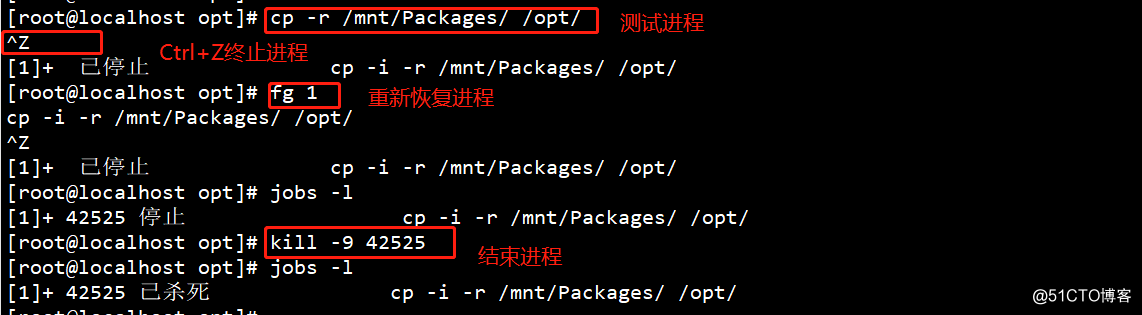 [root@localhost opt]# cp -r /mnt/Packages/ /opt/ 测试进程
^Z
Ctrl+Z终止进程
[1]+ 已停止 cp -i -r /mnt/Packages/ /opt/
[root@localhost opt]# fg 1 重新恢复进程
cp -i -r /mnt/Packages/ /opt/
^Z
[1]+ 已停止 cp -i -r /mnt/Packages/ /opt/
[root@localhost opt]# jobs -l
[1]+ 42525 停止 cp -i -r /mnt/Packages/ /opt/
[root@localhost opt]# kill -9 42525 结束进程
[root@localhost opt]# jobs -l
[1]+ 42525 已杀死 cp -i -r /mnt/Packages/ /opt/
@51CTO博客
[root@localhost opt]#